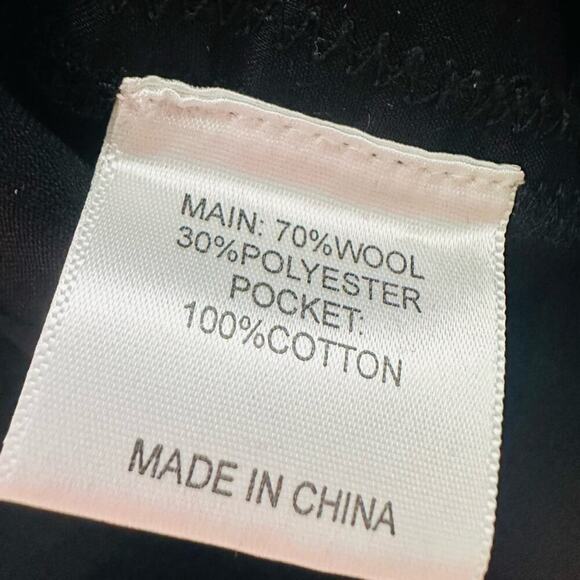 MAIN: 70%WOOL
30%POLYESTER
POCKET:
100%COTTON
MADE IN CHINA